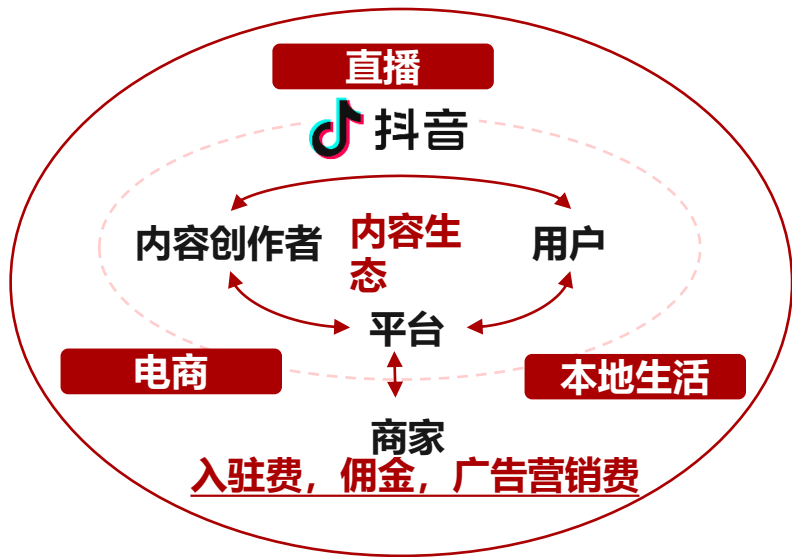 直播
抖音
内容创作者
内容生
态
用户
平台
电商
本地生活
商家
入驻费，佣金，广告营销费